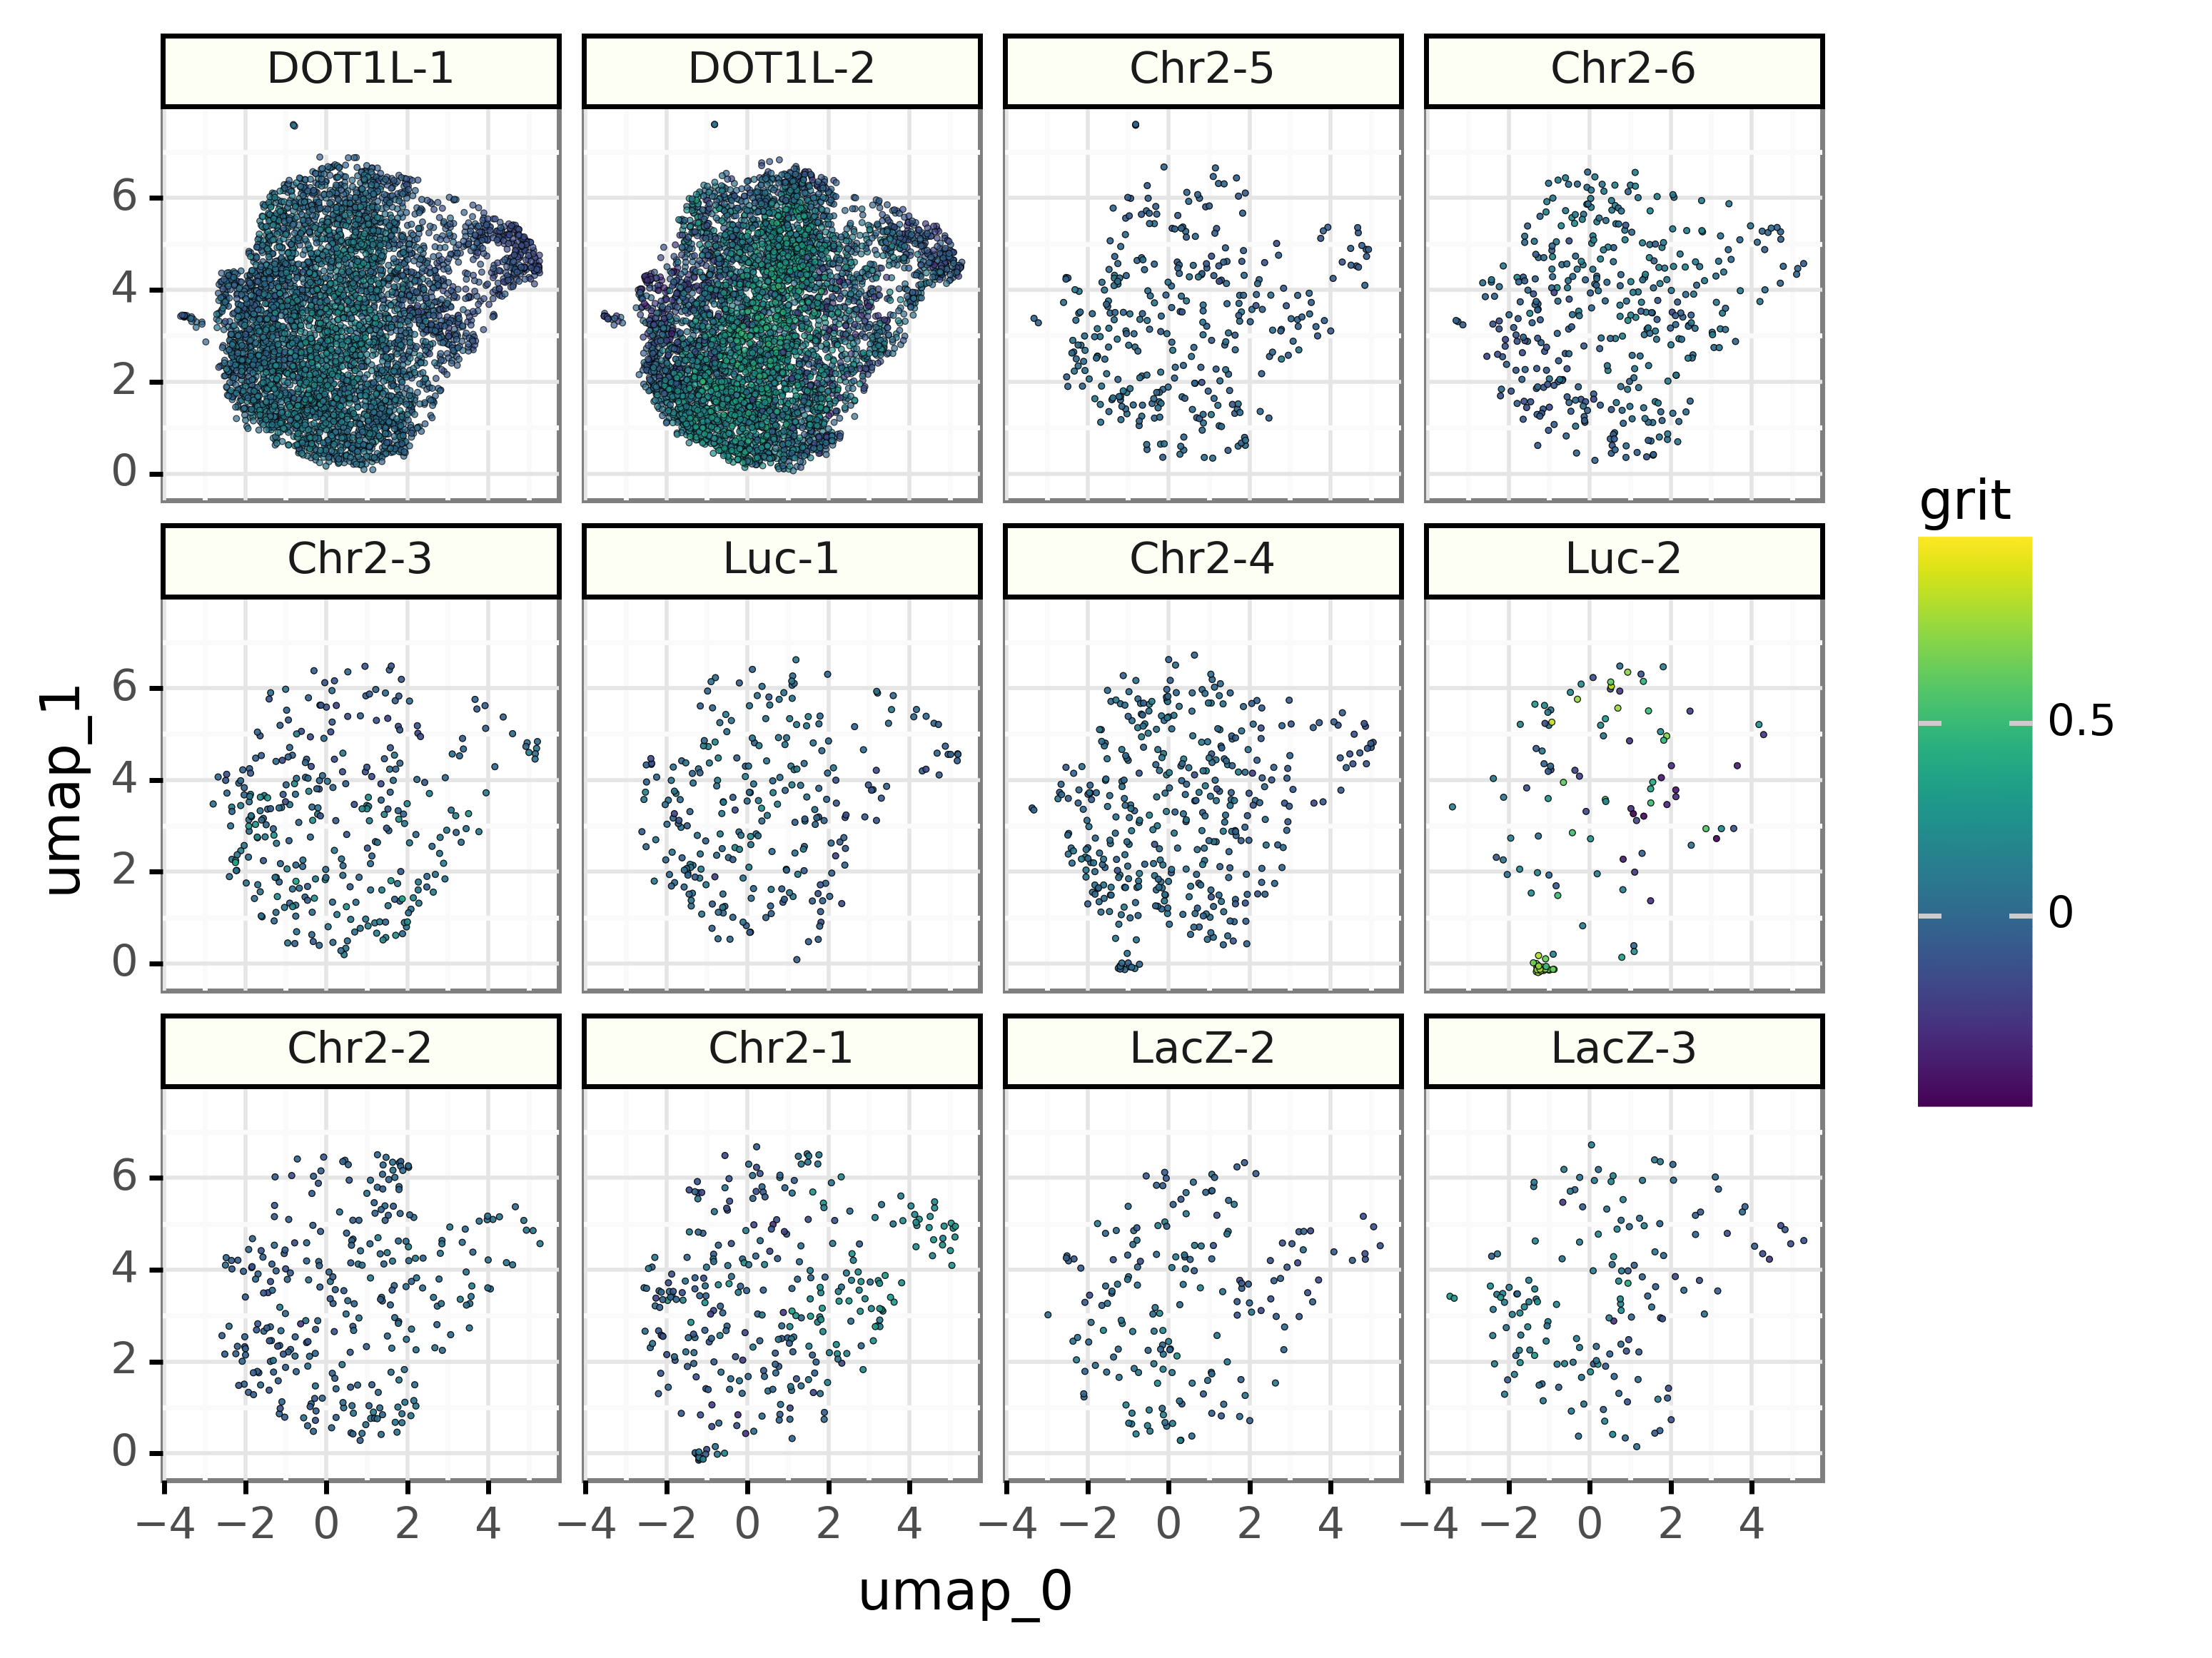 DOT1L-1 DOT1L-2 Chr2-5 Chr2-6
6
4
2
0
grit
0.5
0
Chr2-3 Luc-1 Chr2-4 Luc-2
6
4
2
0
umap_1
Chr2-2 Chr2-1 LacZ-2 LacZ-3
6
4
2
0
−4 −2 0 2 4 −4 −2 0 2 4 −4 −2 0 2 4 −4 −2 0 2 4
umap_0